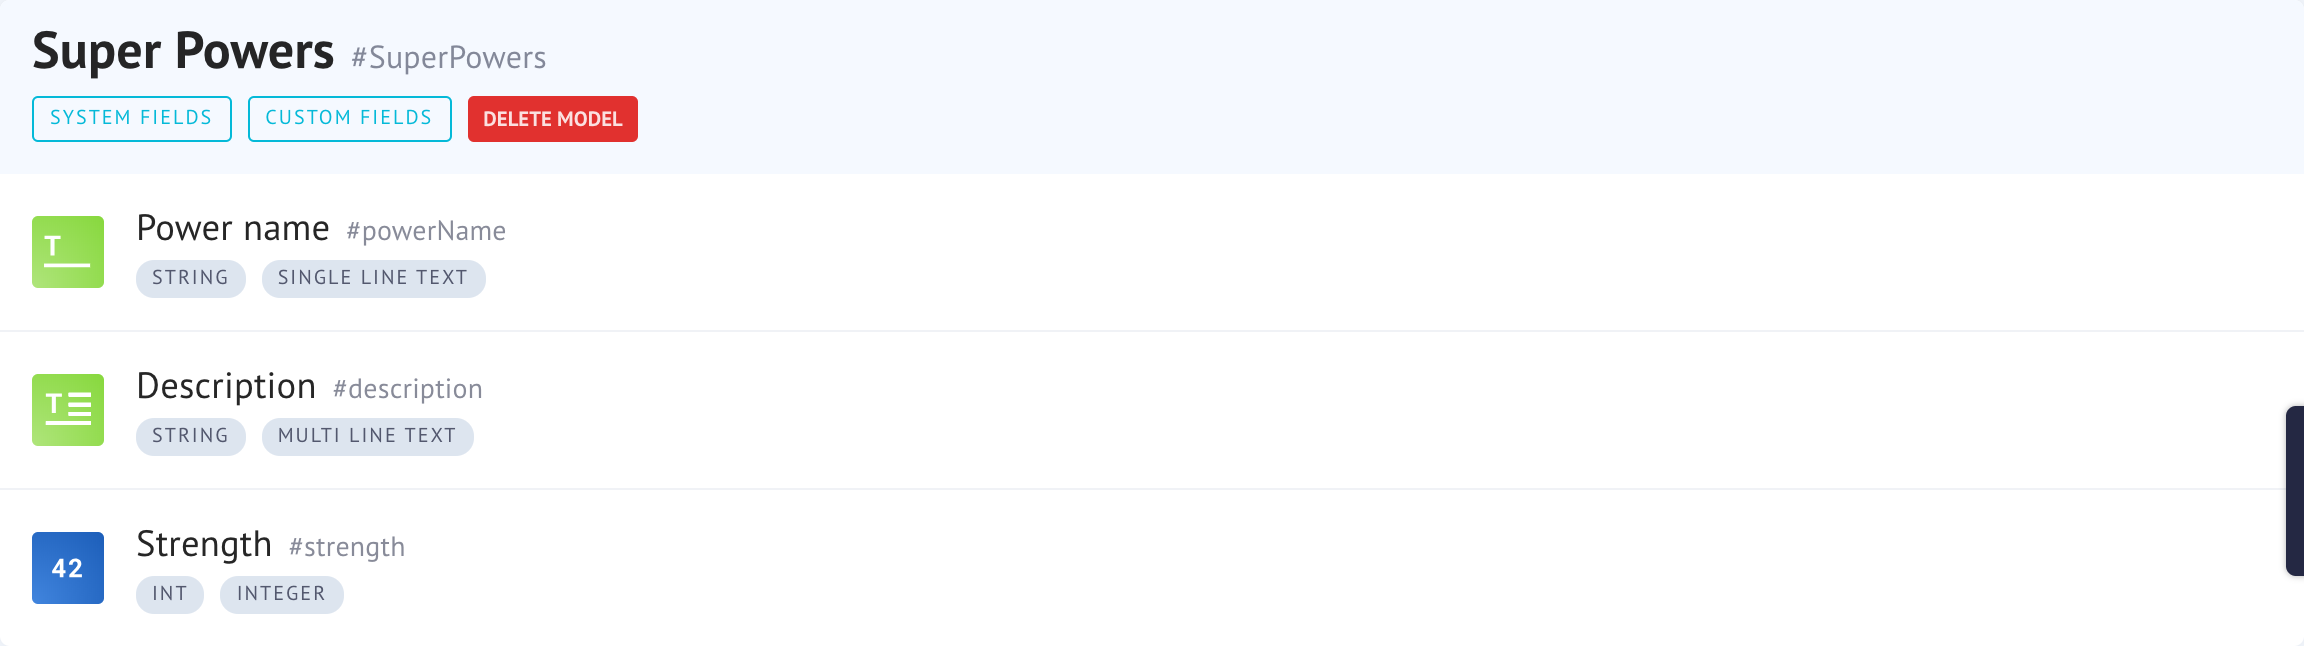 Super Powers #SuperPowers
SYSTEM FIELDS CUSTOM FIELDS DELETE MODEL
T
Power name #powerName
STRING SINGLE LINE TEXT
T
Description #description
STRING MULTI LINE TEXT
42
Strength #strength
INT INTEGER